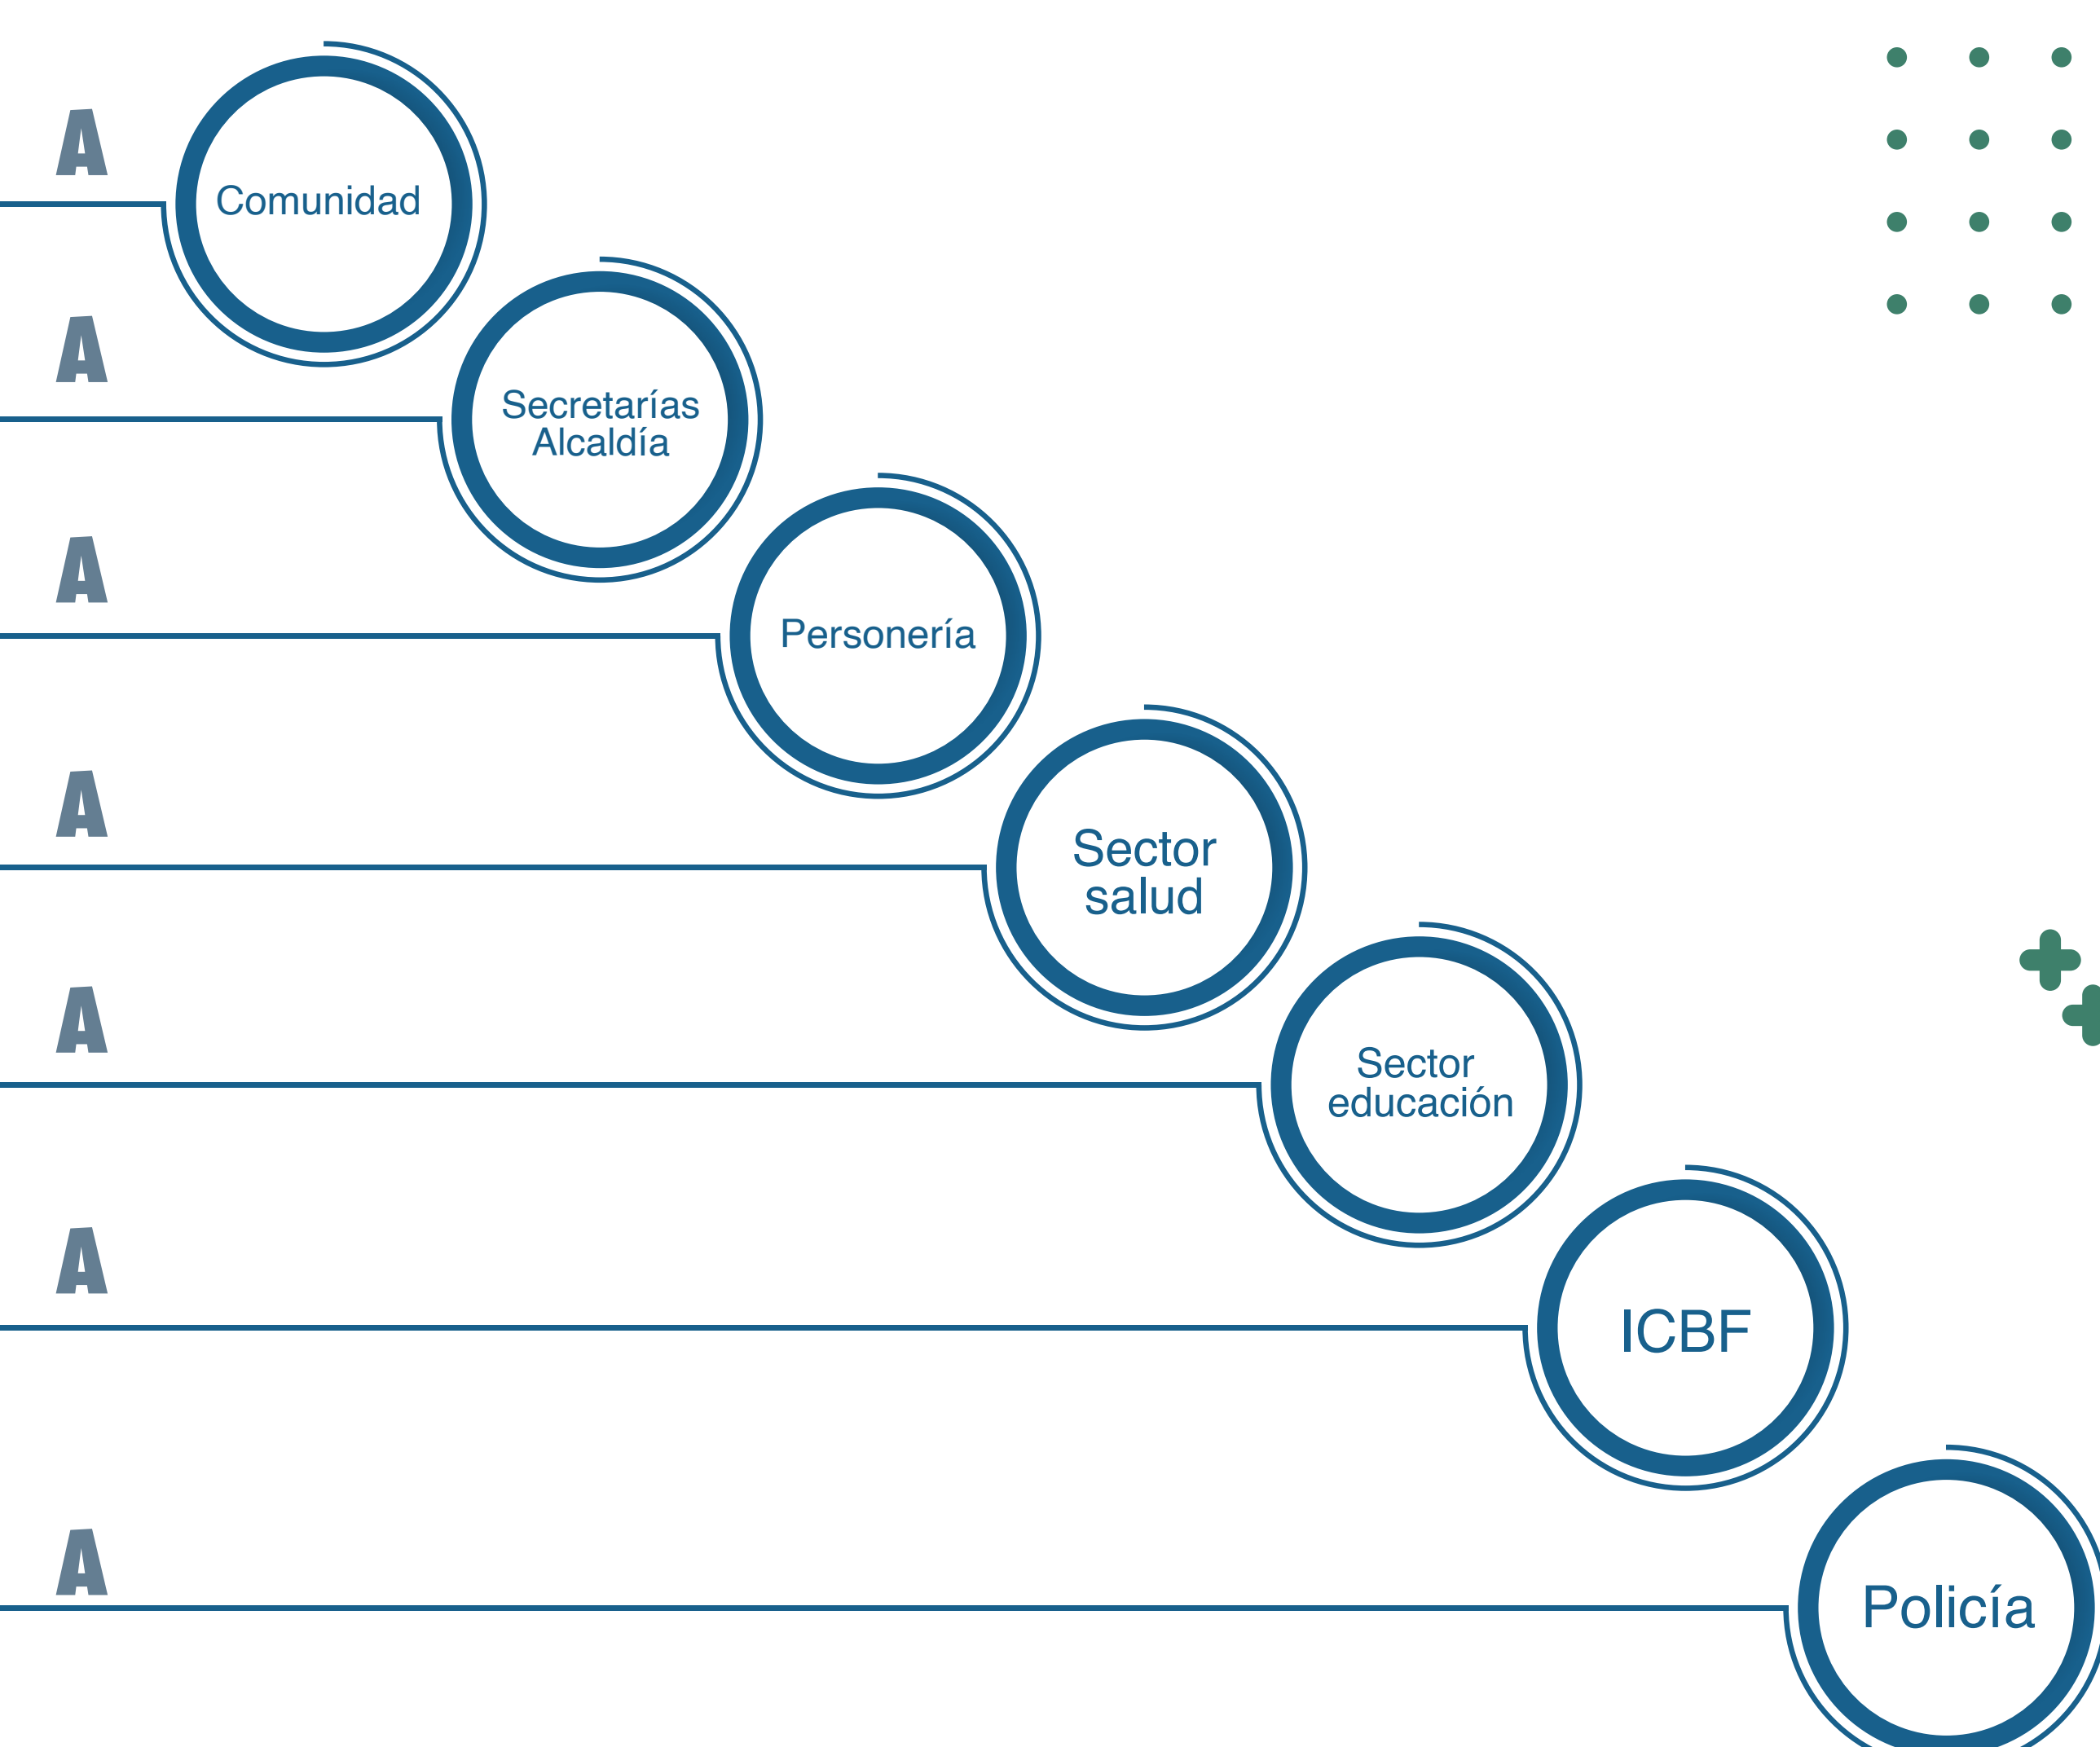 A
Comunidad
A
Secretarías
Alcaldía
A
Personería
A
Sector
salud
A
Sector
educación
A
ICBF
A
Policía